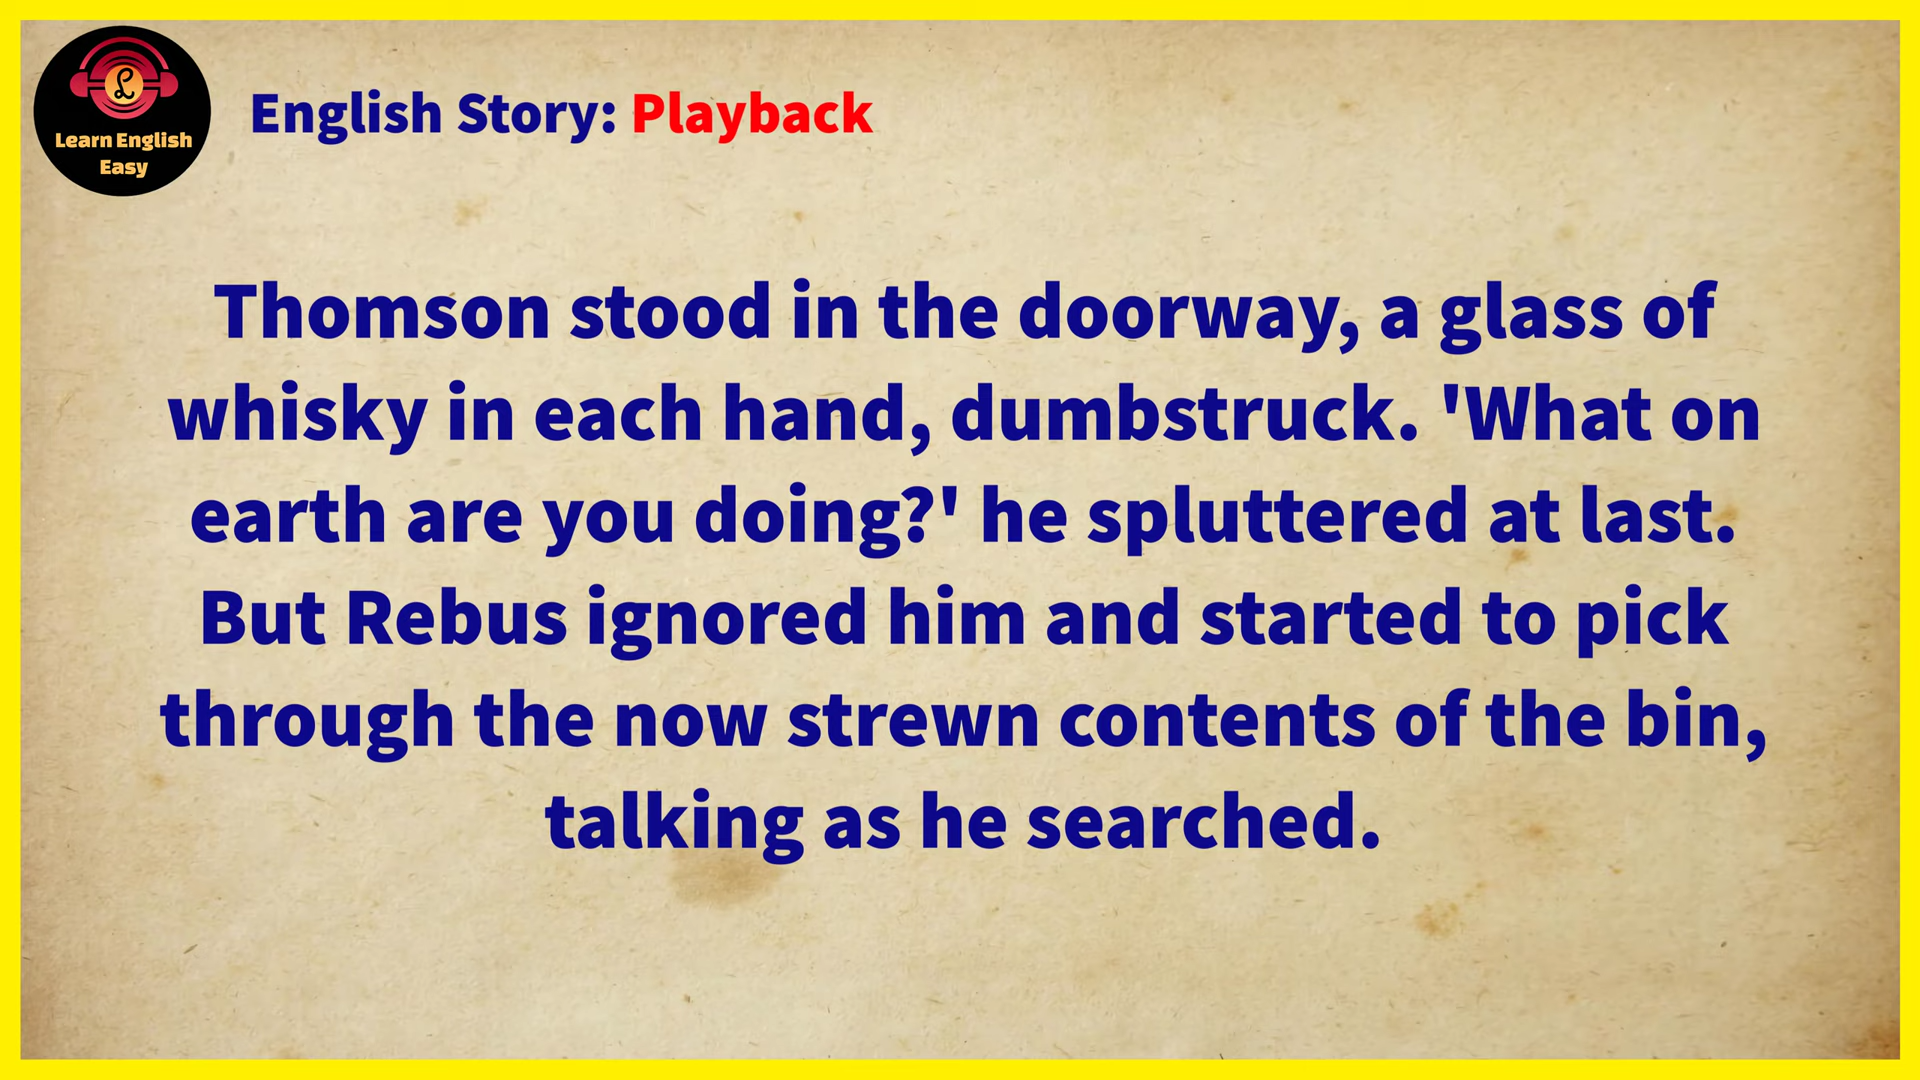 Learn English
Easy
English Story: Playback
Thomson stood in the doorway, a glass of
whisky in each hand, dumbstruck. 'What on
earth are you doing?' he spluttered at last.
But Rebus ignored him and started to pick
through the now strewn contents of the bin,
talking as he searched.